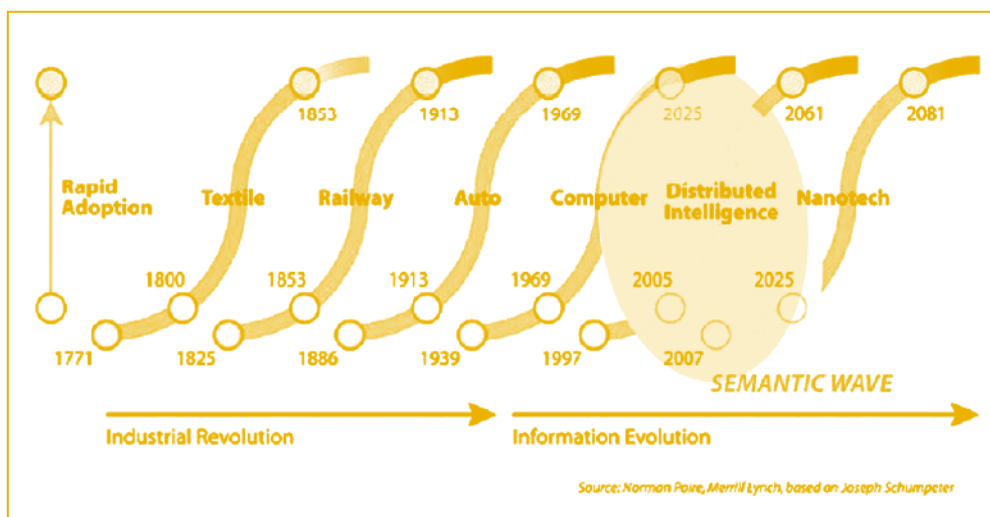 1853
1913
1969
2025
2061
2081
Rapid
Adoption
Textile
Railway
Auto
Computer
Distributed
Intelligence
Nanotech
1800
1853
1913
1969
2005
2025
1771
1825
1886
1939
1997
2007
SEMANTIC WAVE
Industrial Revolution
Information Evolution
Source: Norman Poire, Merrill Lynch, based on Joseph Schumpeter